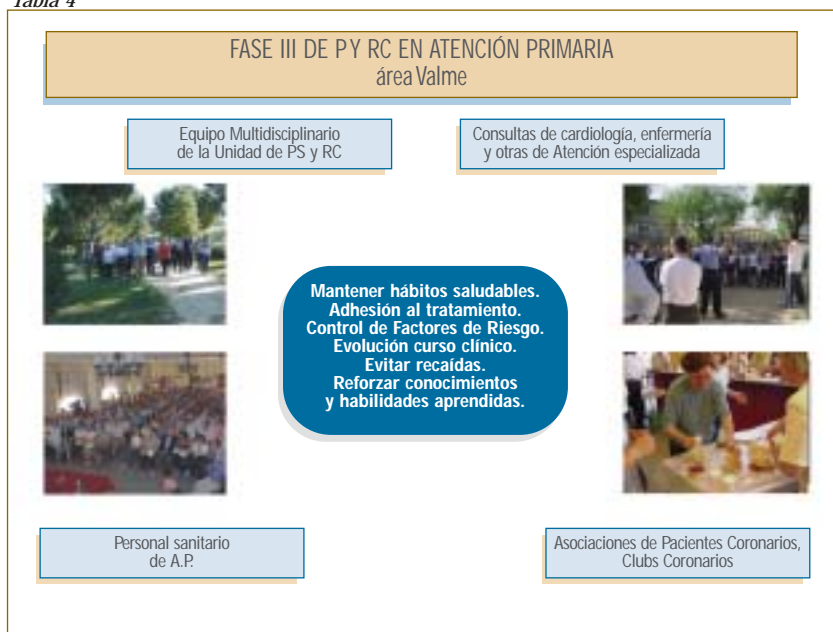 Tabla 4
FASE III DE P Y RC EN ATENCIÓN PRIMARIA
área Valme
Equipo Multidisciplinario
de la Unidad de PS y RC
Consultas de cardiología, enfermería
y otras de Atención especializada
Mantener hábitos saludables.
Adhesión al tratamiento.
Control de Factores de Riesgo.
Evolución curso clínico.
Evitar recaídas.
Reforzar conocimientos
y habilidades aprendidas.
Personal sanitario
de A.P.
Asociaciones de Pacientes Coronarios,
Clubs Coronarios